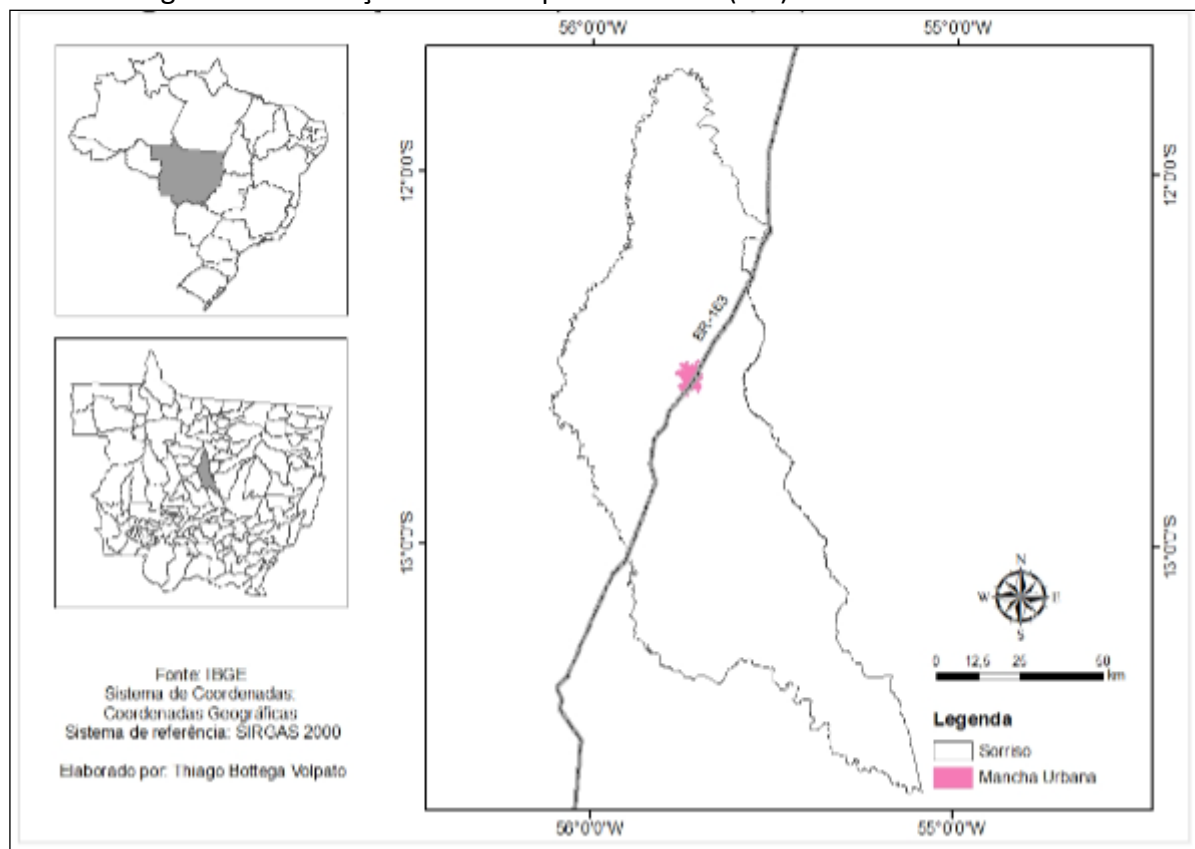 56°0'0"W 55°0'0"W
12°0'0"S 12°0'0"S
BR-163
13°0'0"S 13°0'0"S
N
W E
S
0 12,5 25 50
km
Legenda
Sorriso
Mancha Urbana
56°0'0"W 55°0'0"W
Fonte: IBGE
Sistema de Coordenadas:
Coordenadas Geográficas
Sistema de referência: SIRGAS 2000
Elaborado por: Thiago Bottega Volpato